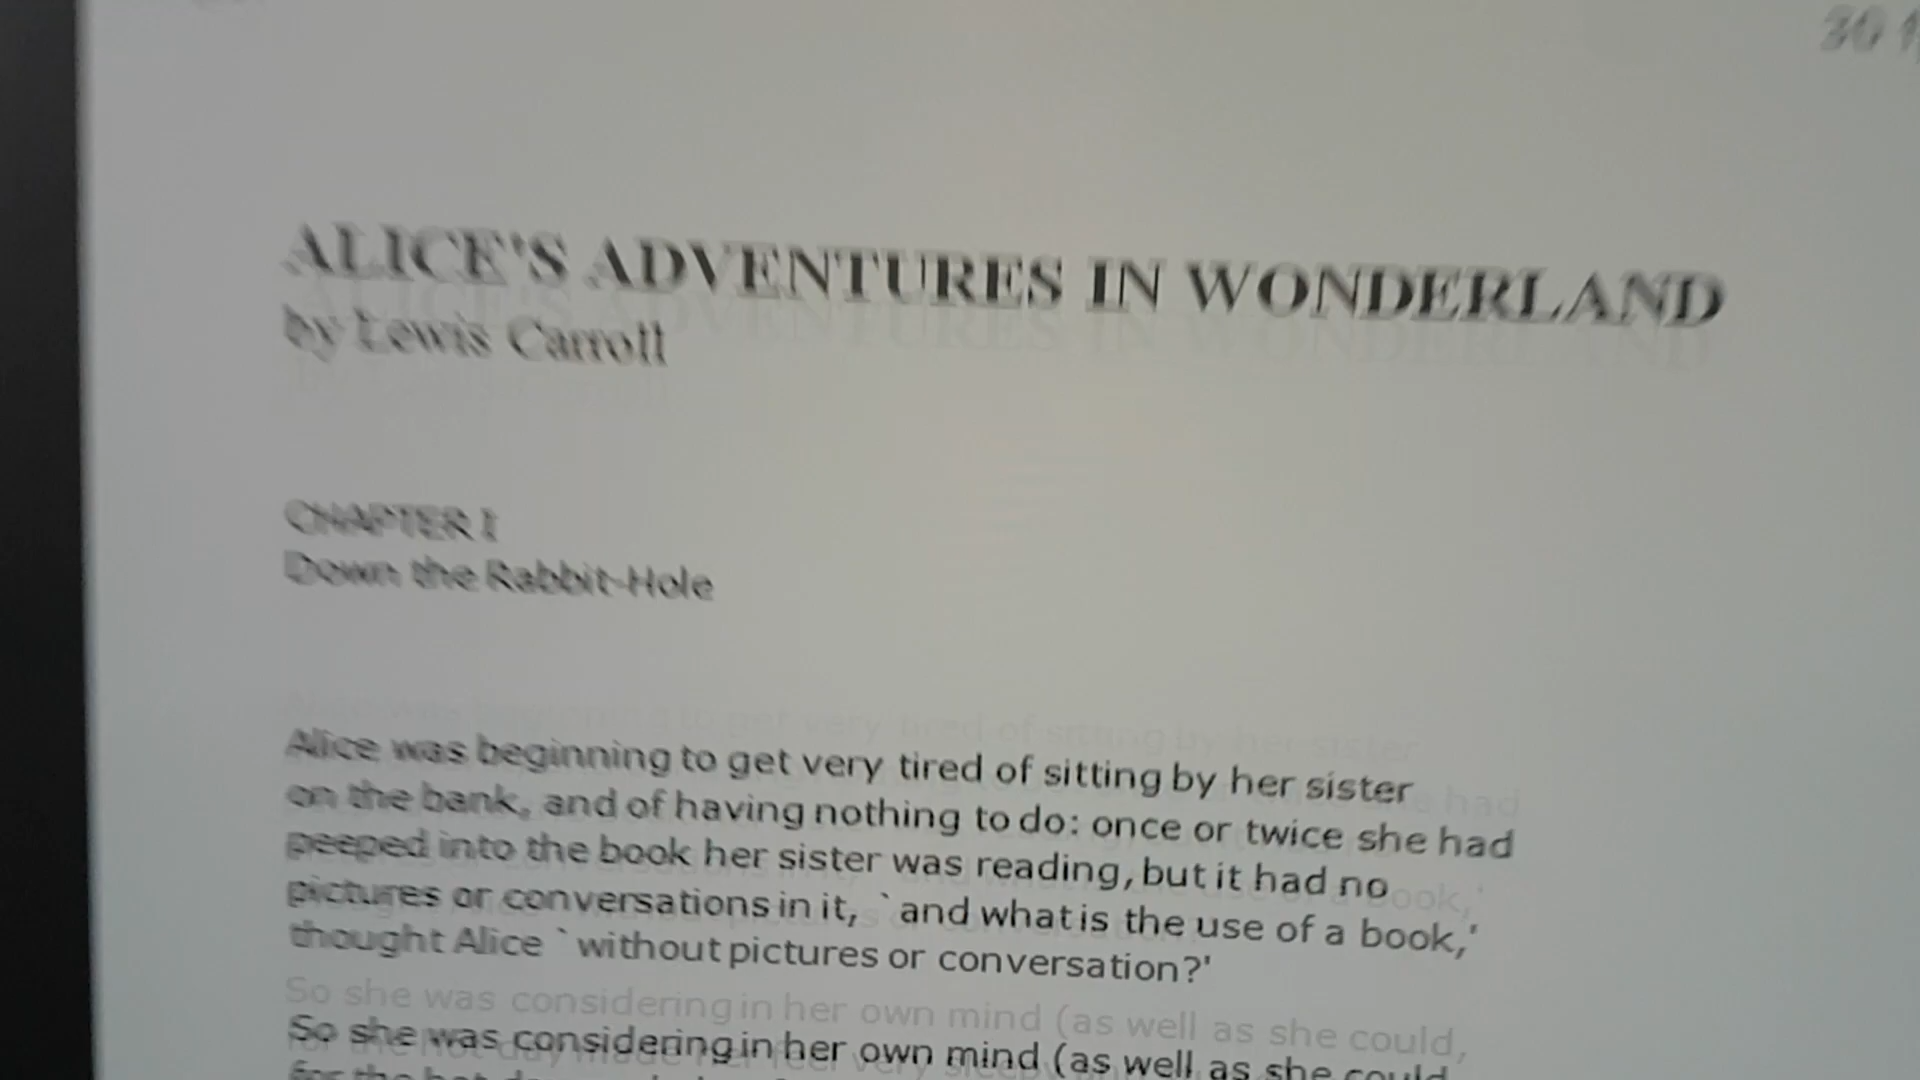 30
ALICE'S ADVENTURES IN WONDERLAND
by Lewis Carroll
CHAPTER I
Down the Rabbit-Hole
Alice was beginning to get very tired of sitting by her sister
on the bank, and of having nothing to do: once or twice she had
peeped into the book her sister was reading, but it had no
pictures or conversations in it, `and what is the use of a book,'
thought Alice `without pictures or conversation?'
So she was considering in her own mind (as well as she could,
for the hot